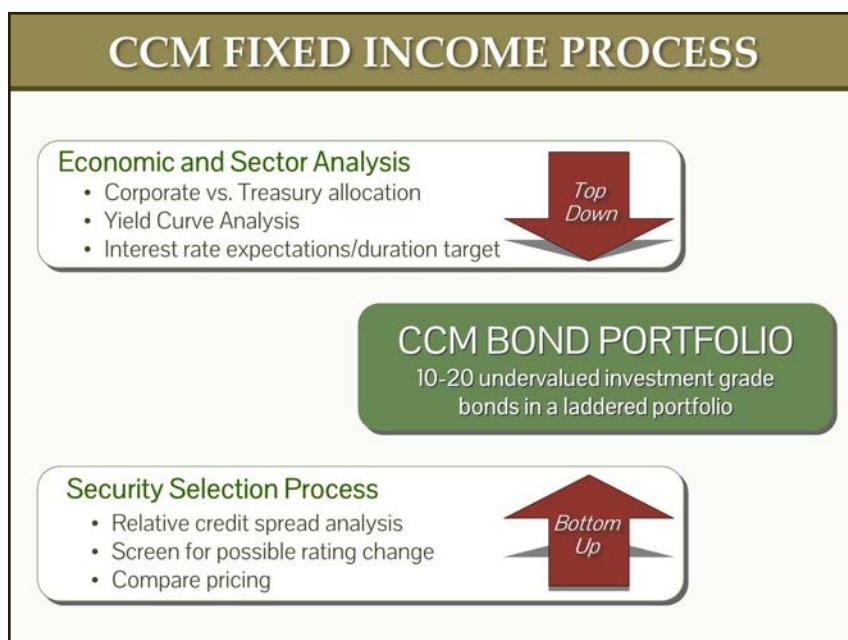 CCM FIXED INCOME PROCESS
Economic and Sector Analysis
• Corporate vs. Treasury allocation
• Yield Curve Analysis
• Interest rate expectations/duration target
Top
Down
CCM BOND PORTFOLIO
10-20 undervalued investment grade
bonds in a laddered portfolio
Security Selection Process
• Relative credit spread analysis
• Screen for possible rating change
• Compare pricing
Bottom
Up